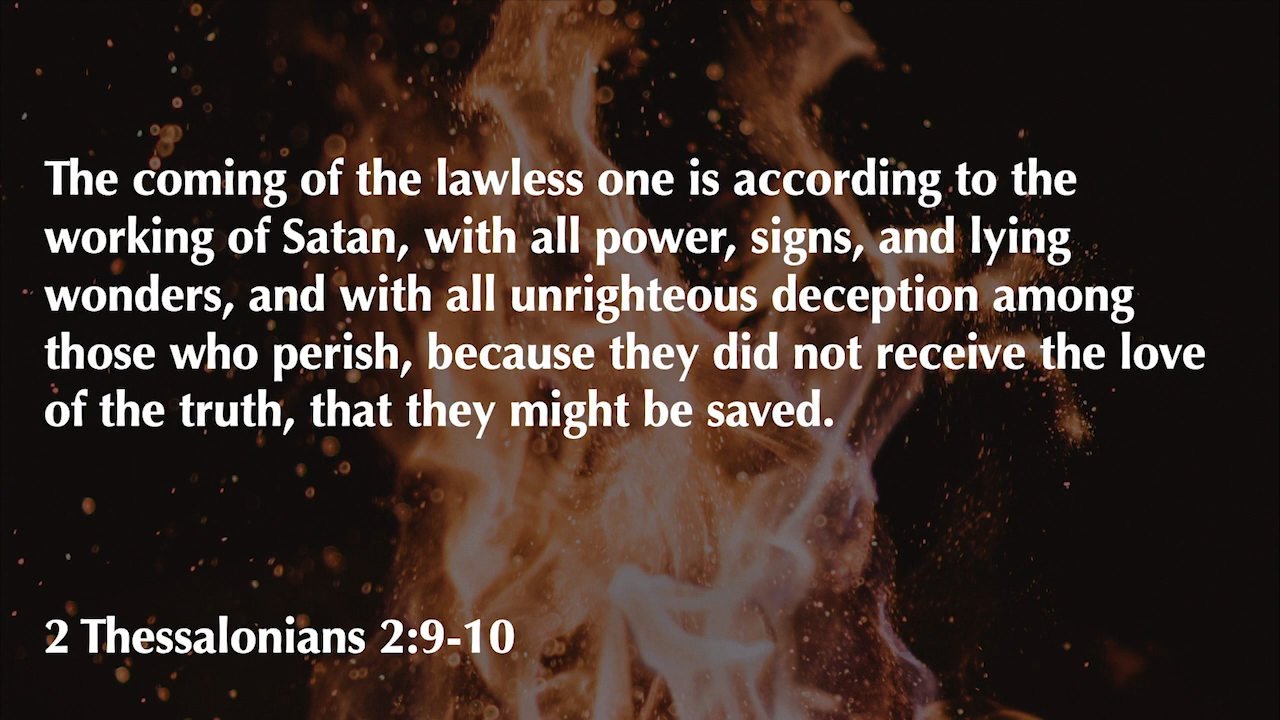 The coming of the lawless one is according to the
working of Satan, with all power, signs, and lying
wonders, and with all unrighteous deception among
those who perish, because they did not receive the love
of the truth, that they might be saved.
2 Thessalonians 2:9-10